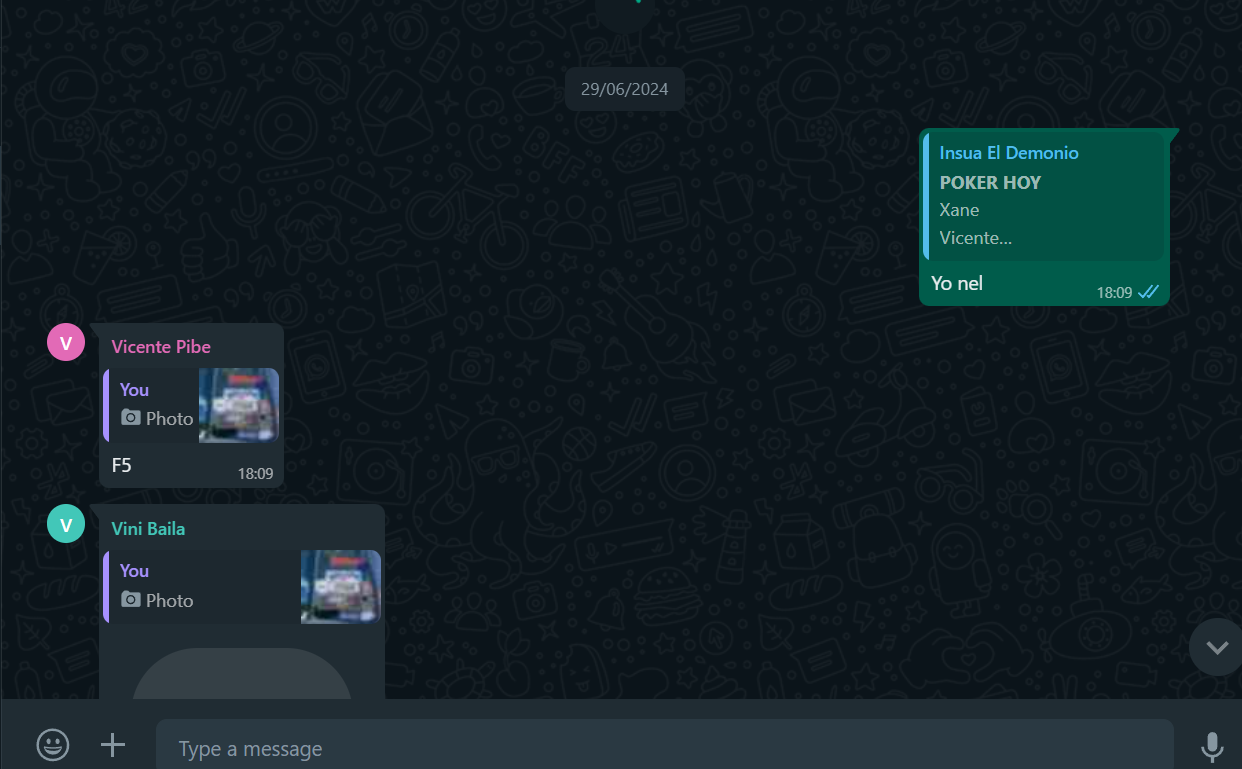 29/06/2024
Insua El Demonio
POKER HOY
Xane
Vicente...
Yo nel
18:09
Vicente Pibe
You
Photo
F5
18:09
Vini Baila
You
Photo
Type a message